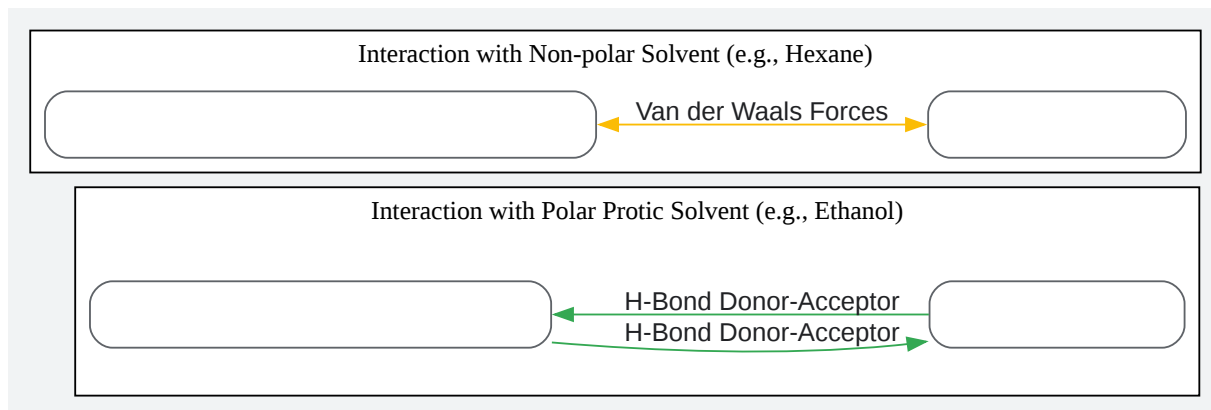 Interaction with Non-polar Solvent (e.g., Hexane)
Van der Waals Forces
Interaction with Polar Protic Solvent (e.g., Ethanol)
H-Bond Donor-Acceptor
H-Bond Donor-Acceptor